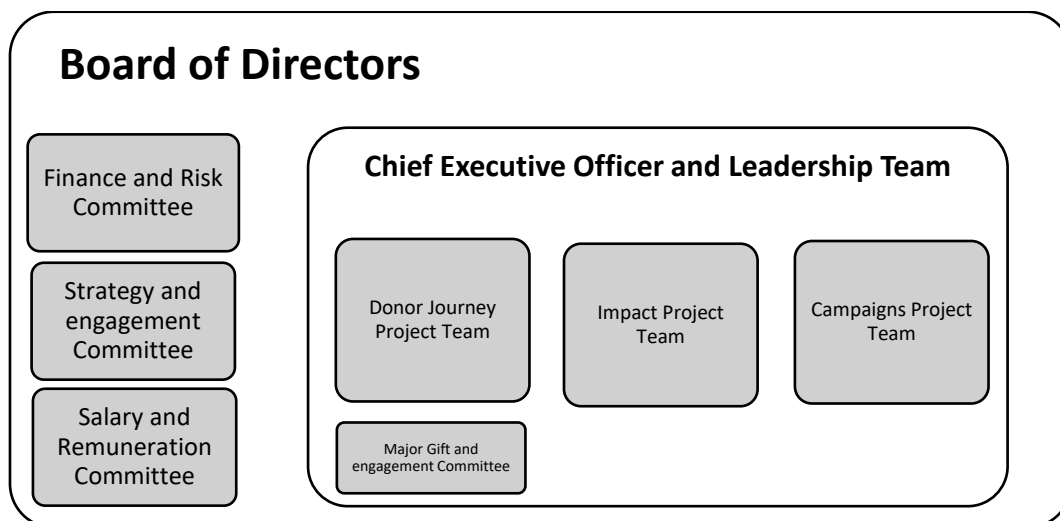 Board of Directors
Finance and Risk
Committee
Strategy and
engagement
Committee
Salary and
Remuneration
Committee
Chief Executive Officer and Leadership Team
Donor Journey
Project Team
Impact Project
Team
Campaigns Project
Team
Major Gift and
engagement Committee